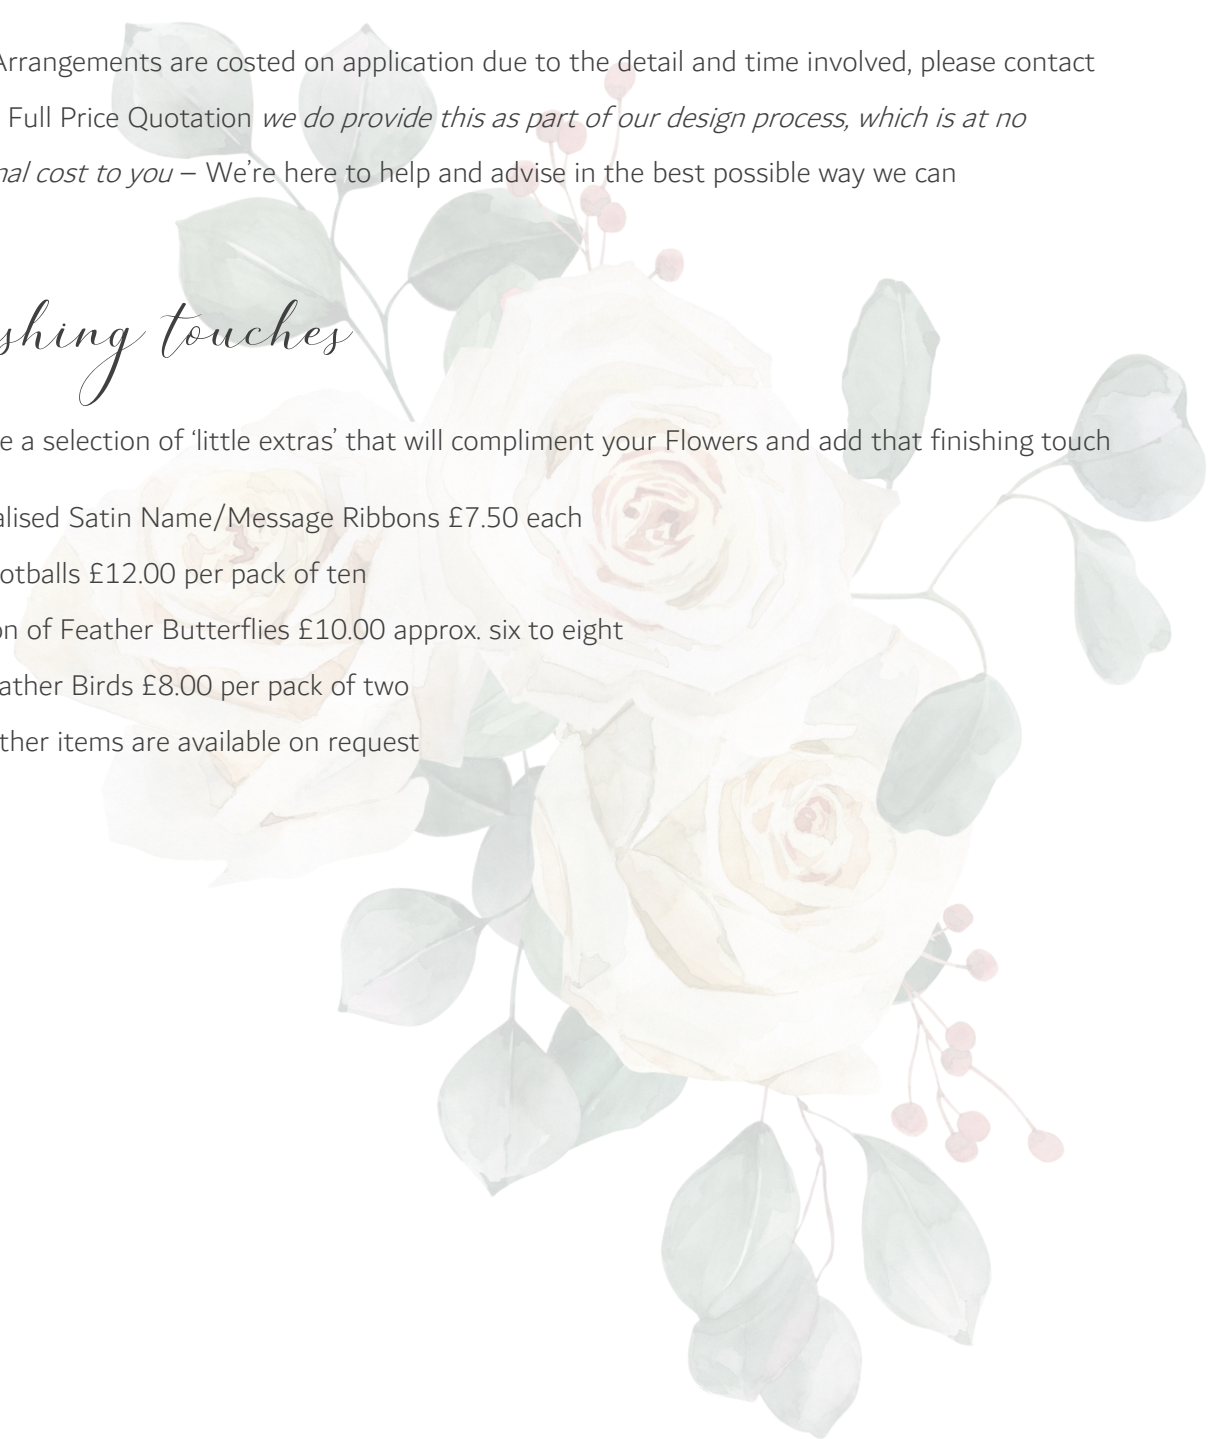 Arrangements are costed on application due to the detail and time involved, please contact
Full Price Quotation we do provide this as part of our design process, which is at no
nal cost to you – We’re here to help and advise in the best possible way we can
shing touches
e a selection of ‘little extras’ that will compliment your Flowers and add that finishing touch
alised Satin Name/Message Ribbons £7.50 each
otballs £12.00 per pack of ten
on of Feather Butterflies £10.00 approx. six to eight
ather Birds £8.00 per pack of two
ther items are available on request